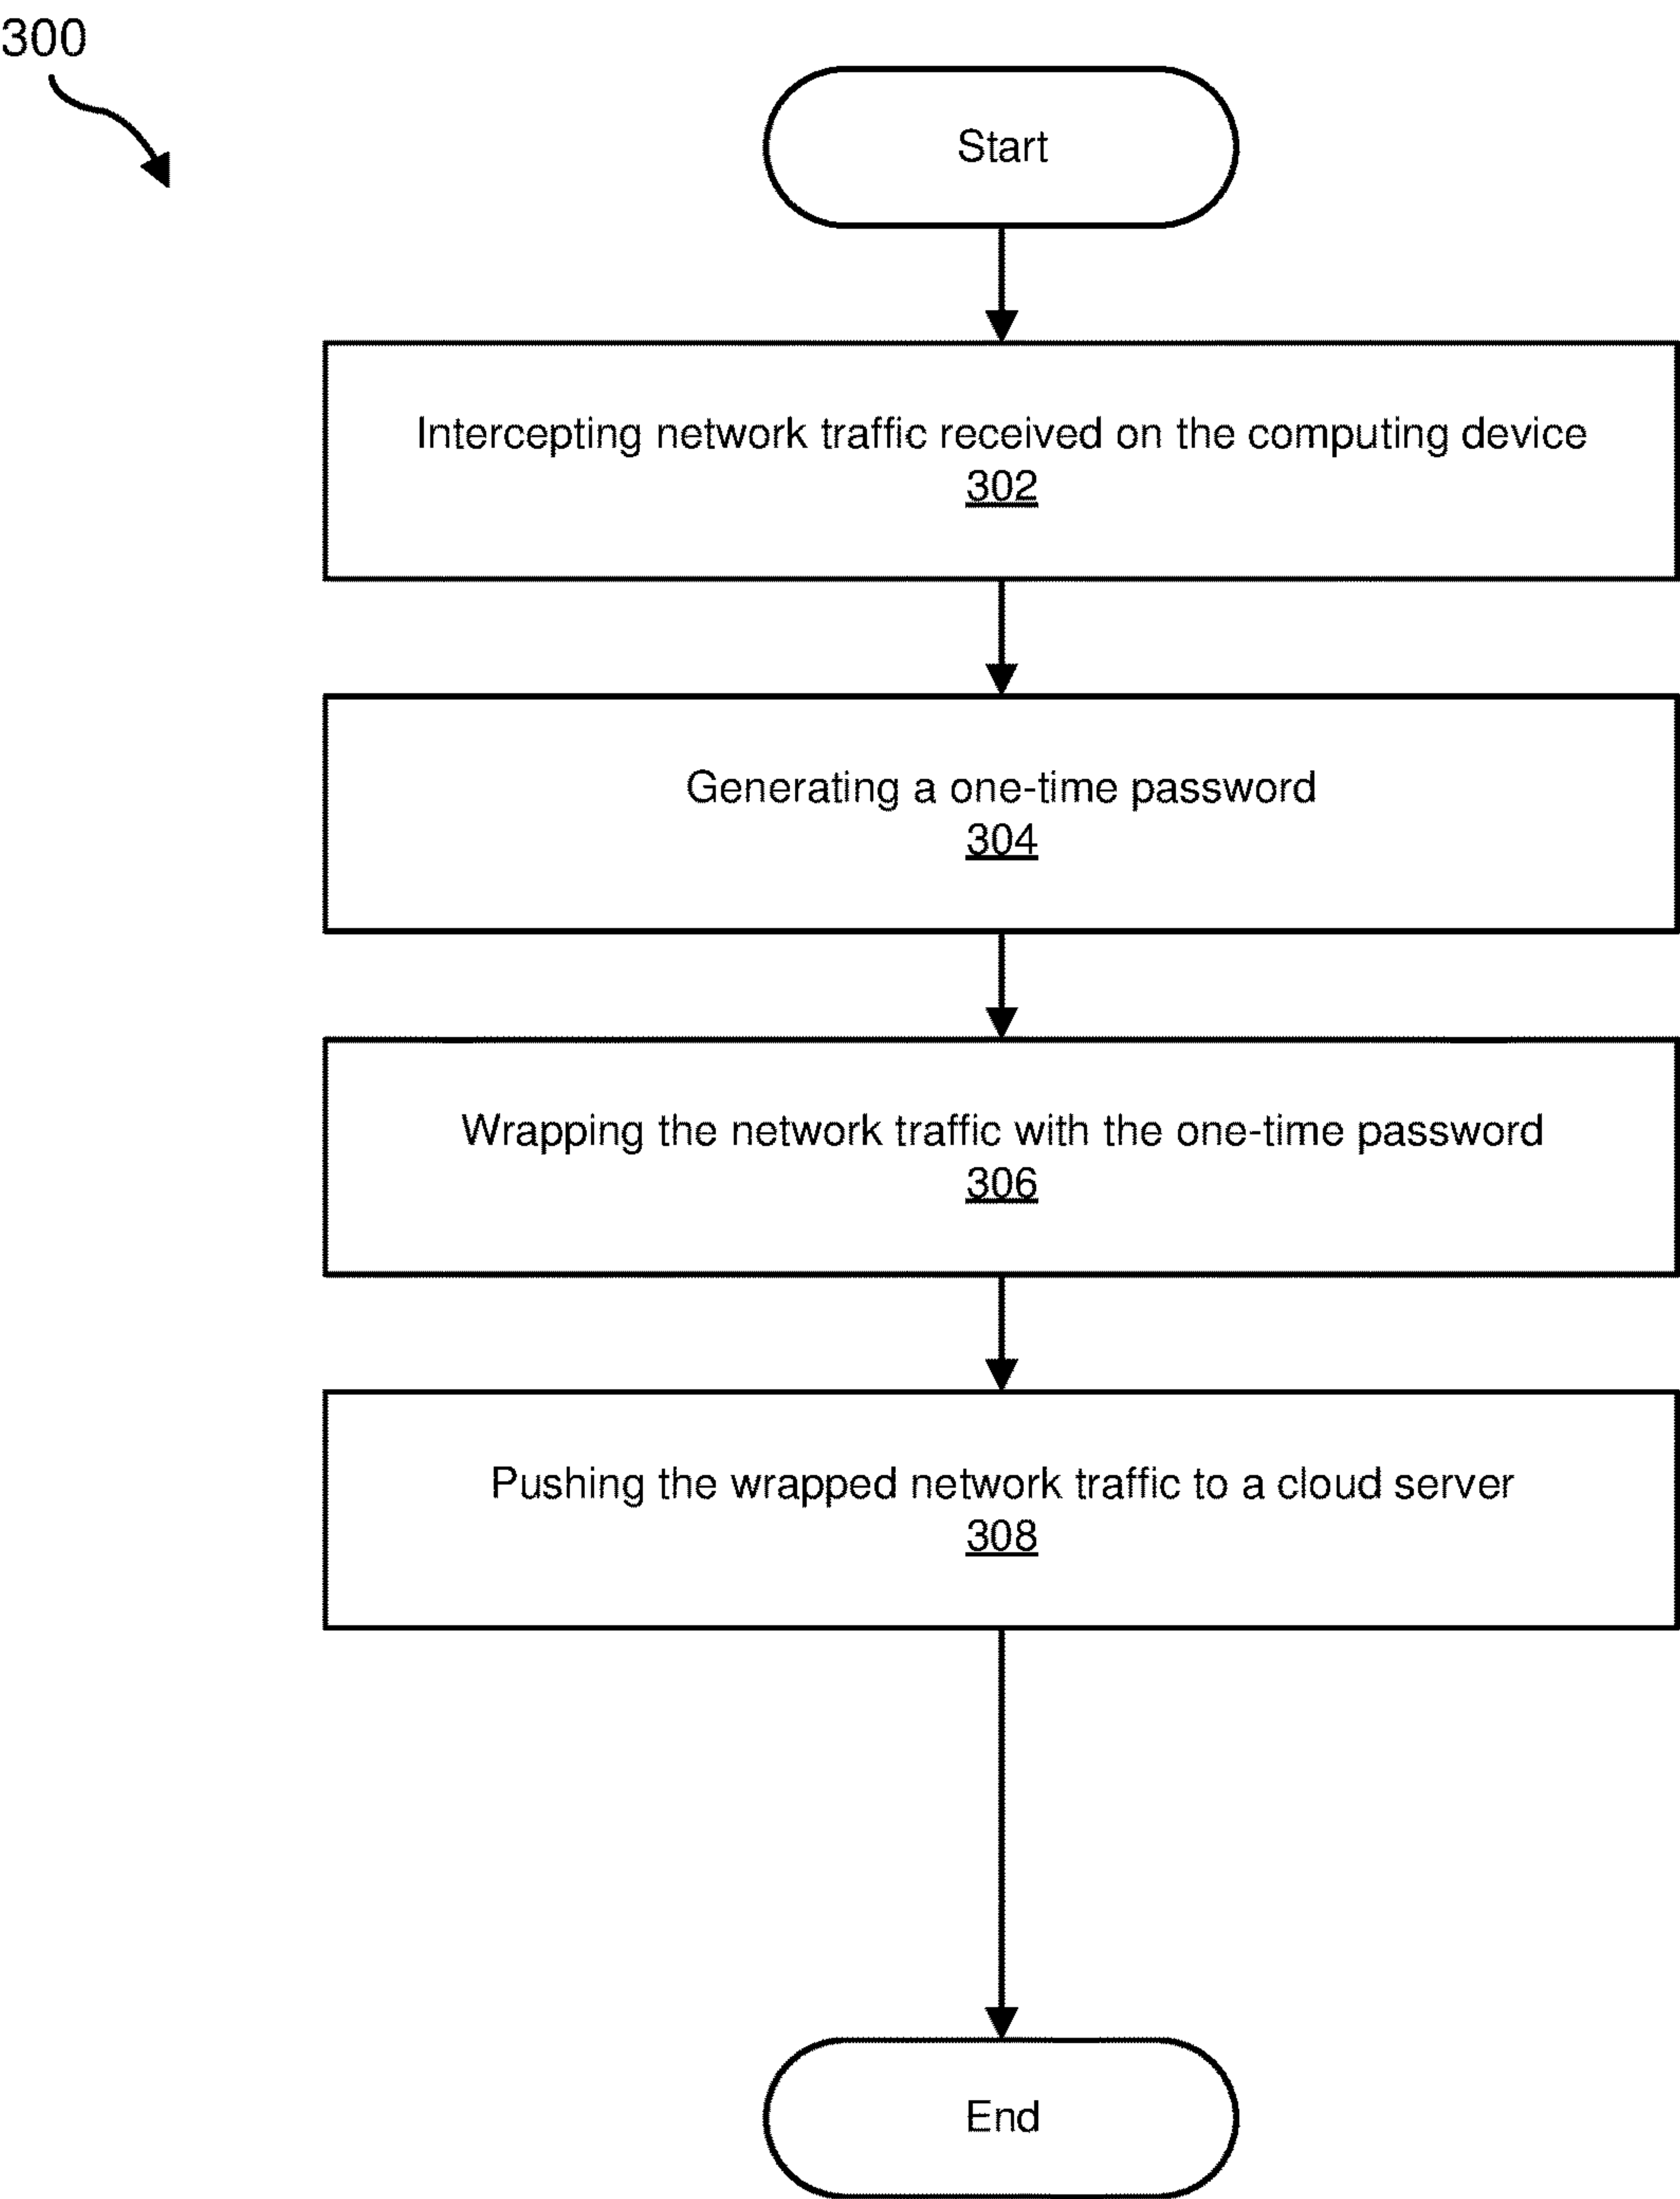 300
Start
Intercepting network traffic received on the computing device
302
Generating a one-time password
304
Wrapping the network traffic with the one-time password
306
Pushing the wrapped network traffic to a cloud server
308
End